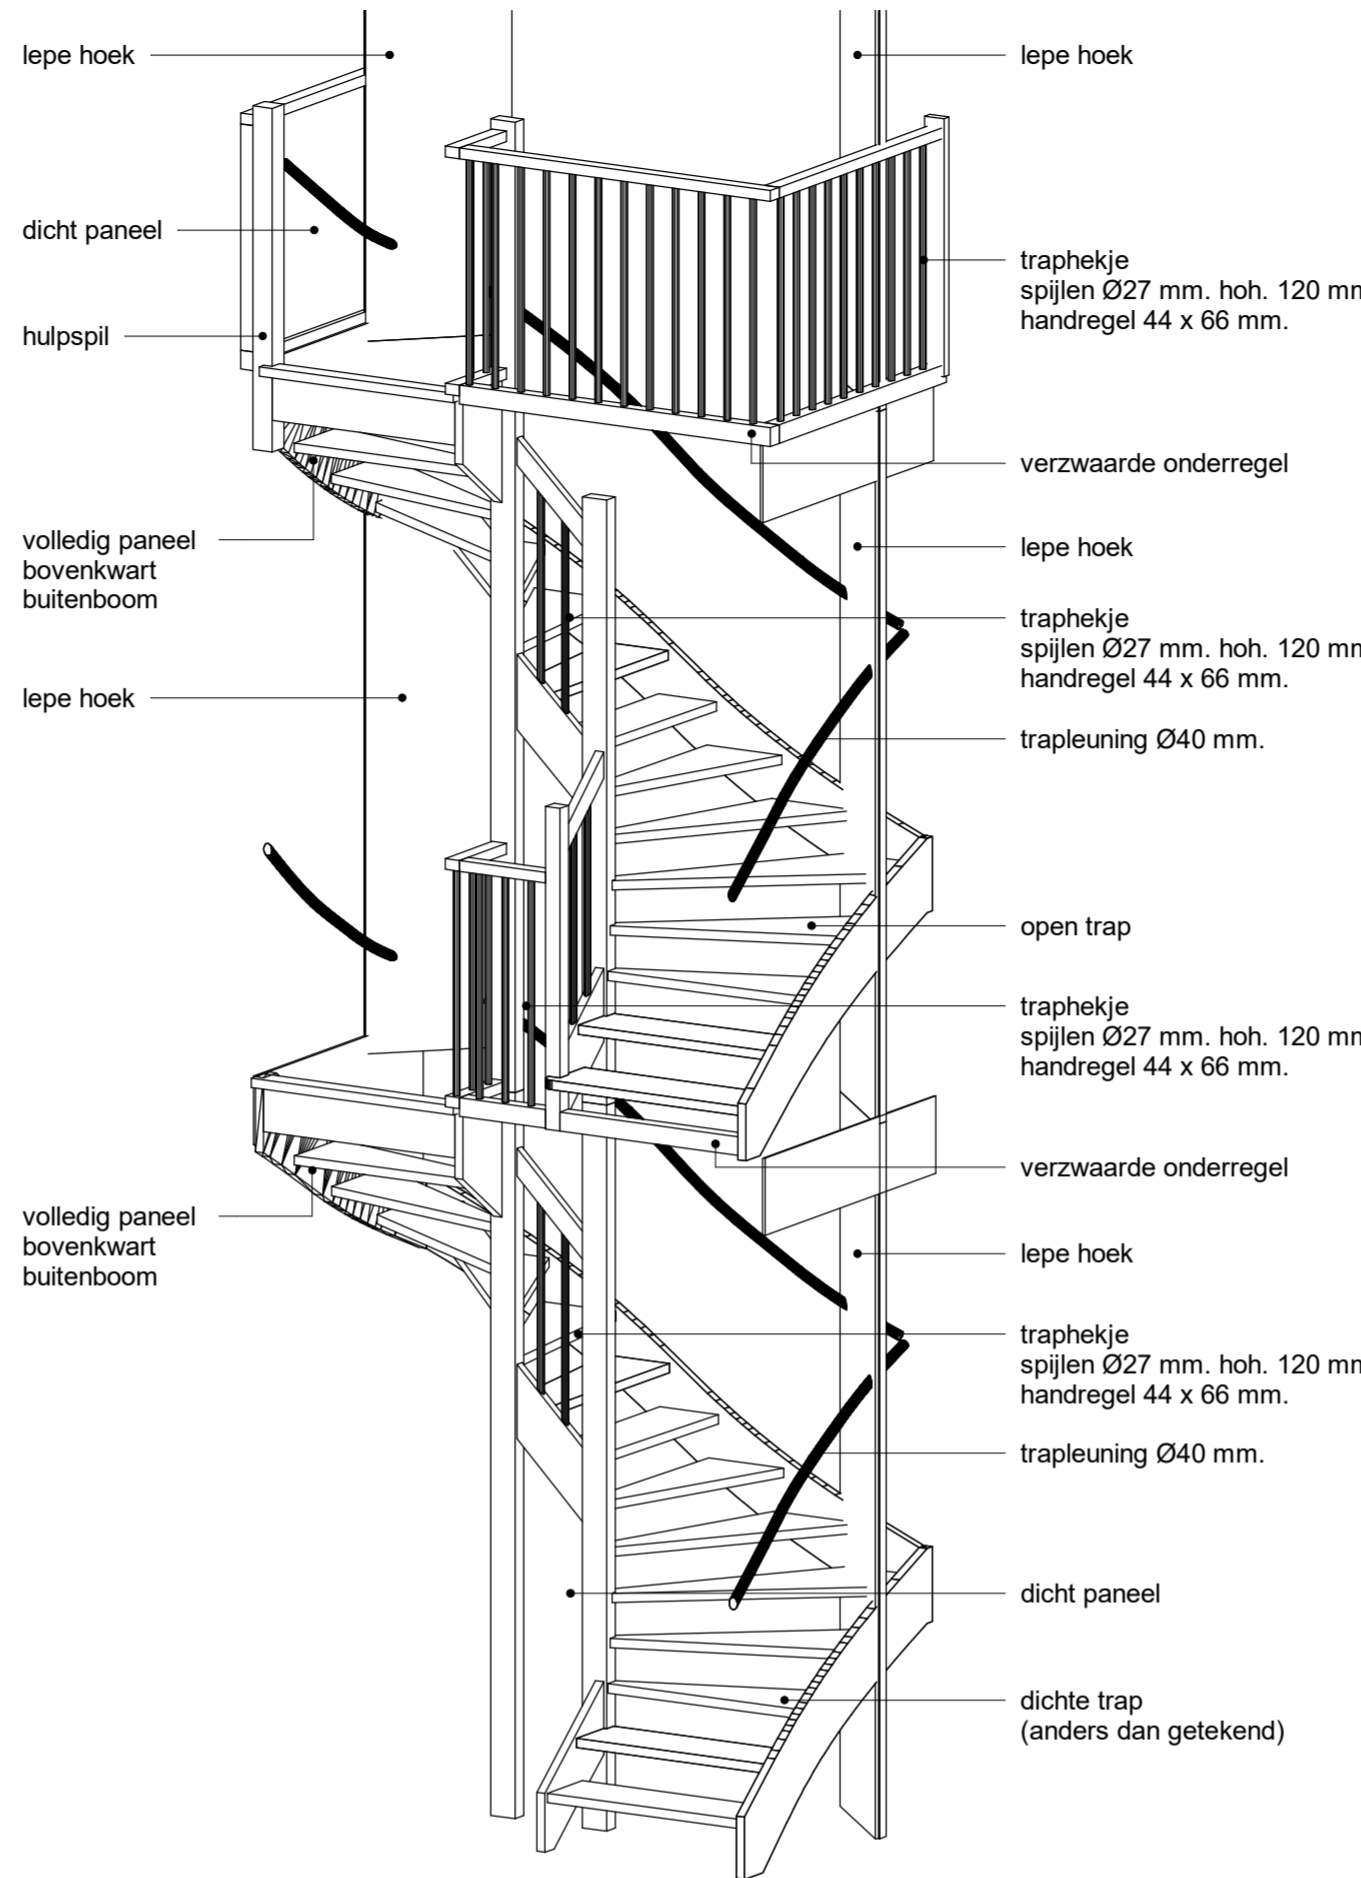 lepe hoek
dicht paneel
hulpspil
volledig paneel
bovenkwart
buitenboom
lepe hoek
volledig paneel
bovenkwart
buitenboom
lepe hoek
traphekje
spijlen Ø27 mm. hoh. 120 mm
handregel 44 x 66 mm.
verzwaarde onderregel
lepe hoek
traphekje
spijlen Ø27 mm. hoh. 120 mm
handregel 44 x 66 mm.
trapleuning Ø40 mm.
open trap
traphekje
spijlen Ø27 mm. hoh. 120 mm
handregel 44 x 66 mm.
verzwaarde onderregel
lepe hoek
traphekje
spijlen Ø27 mm. hoh. 120 mm
handregel 44 x 66 mm.
trapleuning Ø40 mm.
dicht paneel
dichte trap
(anders dan getekend)